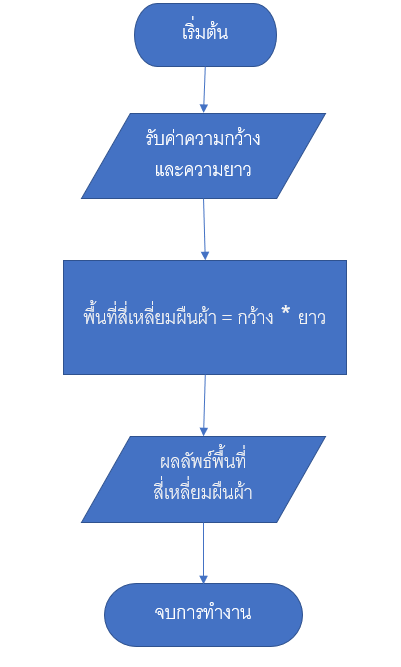 เริ่มต้น
รับค่าความกว้าง
และความยาว
พื้นที่สี่เหลี่ยมผืนผ้า = กว้าง * ยาว
ผลลัพธ์พื้นที่
สี่เหลี่ยมผืนผ้า
จบการทำงาน